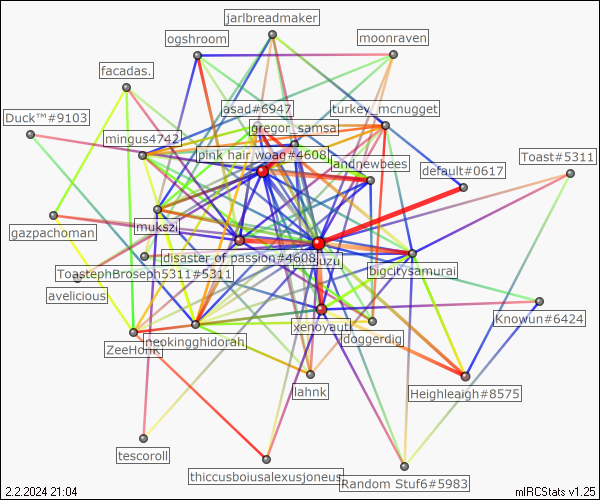 jarlbreadmaker
ogshroom
moonraven
facadas.
asad#6947
turkey_mcnugget
Duck™#9103
gregor_samsa
mingus4742
pink hair woag#4608
landnewbees
Toast#5311
default#0617
mukszi
gazpachoman
disaster of passion#4608
juzu
ToastephBroseph5311#5311
bigcitysamurai
avelicious
xenoyauti
Knowun#6424
doggerdig
neokingghidorah
ZeeHonk
lahnk
Heighleaigh#8575
tescoroll
thiccusboiusalexusjoneus
Random Stuf6#5983
2.2.2024 21:04
mIRCStats v1.25